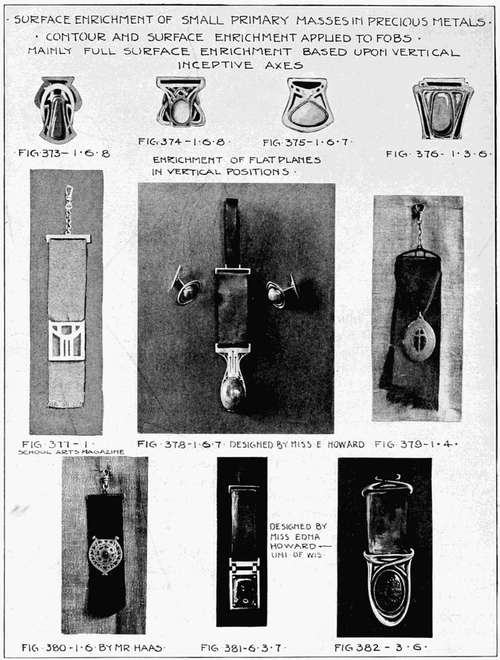 · SURFACE ENRICHMENT OF SMALL PRIMARY MASSES IN PRECIOUS METALS ·
· CONTOUR AND SURFACE ENRICHMENT APPLIED TO FOBS ·
MAINLY FULL SURFACE ENRICHMENT BASED UPON VERTICAL
INCEPTIVE AXES
FIG·373-1·6·8
FIG·374-1·6·8·
FIG·375-1·6·7·
FIG·376-1·3·6·
ENRICHMENT OF FLAT PLANES
IN VERTICAL POSITIONS ·
FIG·377-1·
SCHOOL ARTS MAGAZINE
FIG·378-1·6·7· DESIGNED BY MISS E HOWARD
FIG·379-1·4·
DESIGNED BY
MISS EDNA
HOWARD—
UNI·OF WIS·
FIG·380-1·6·BY MR HAAS·
FIG·381-6·3·7·
FIG·382-3·6·